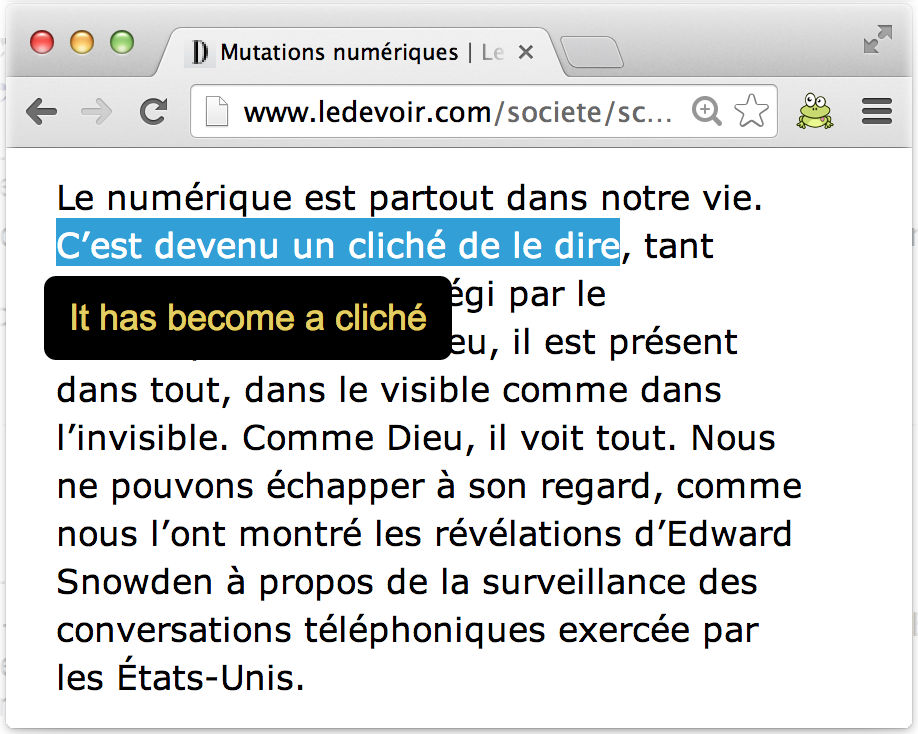 Mutations numériques | Le
www.ledevoir.com/societe/sc...
Le numérique est partout dans notre vie.
C’est devenu un cliché de le dire, tant
égi par le
It has become a cliché
eu, il est présent
dans tout, dans le visible comme dans
l’invisible. Comme Dieu, il voit tout. Nous
ne pouvons échapper à son regard, comme
nous l’ont montré les révélations d’Edward
Snowden à propos de la surveillance des
conversations téléphoniques exercée par
les États-Unis.